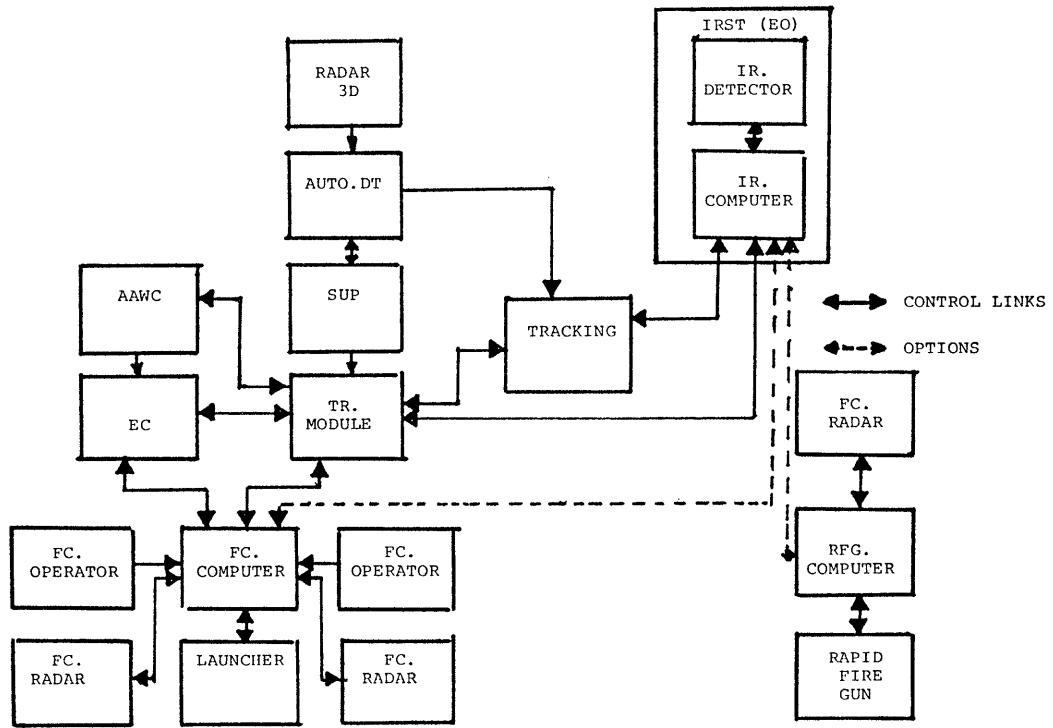 IRST (EO)
RADAR
3D
IR.
DETECTOR
AUTO.DT
IR.
COMPUTER
AAWC
SUP
TRACKING
CONTROL LINKS
OPTIONS
EC
TR.
MODULE
FC.
RADAR
FC.
OPERATOR
FC.
COMPUTER
FC.
OPERATOR
RFG.
COMPUTER
FC.
RADAR
LAUNCHER
FC.
RADAR
RAPID
FIRE
GUN